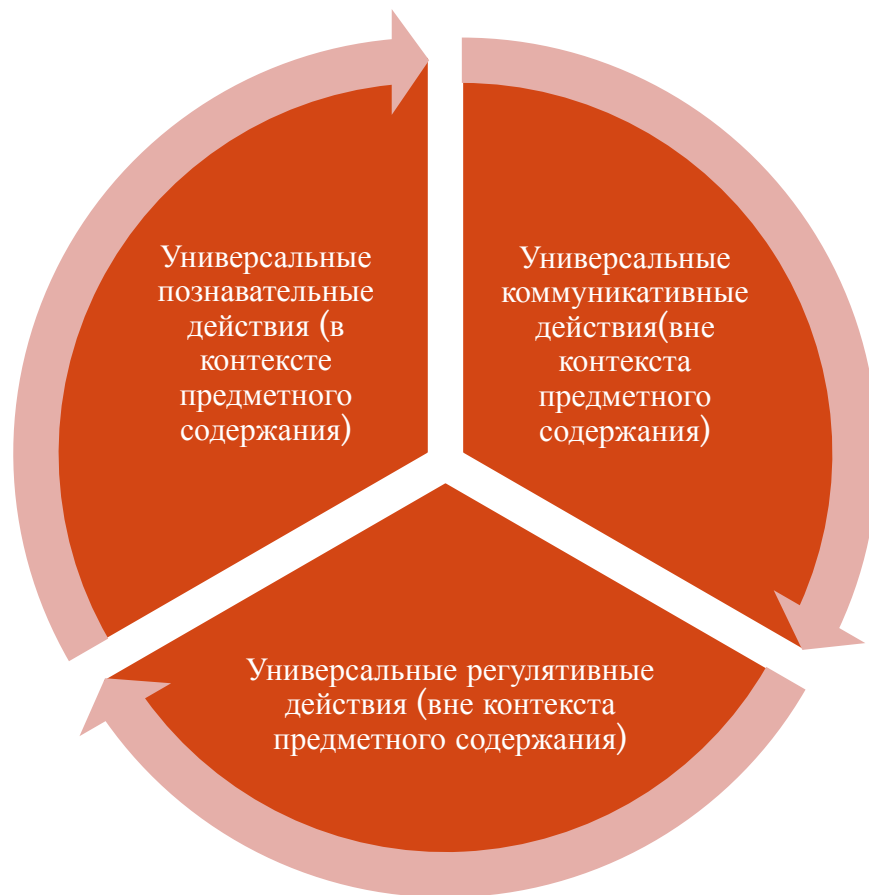 Универсальные
познавательные
действия (в
контексте
предметного
содержания)
Универсальные
коммуникативные
действия(вне
контекста
предметного
содержания)
Универсальные регулятивные
действия (вне контекста
предметного содержания)